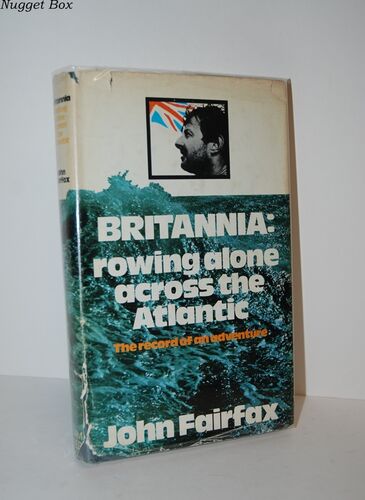 Nugget Box
BRITANNIA:
rowing alone
across the
Atlantic
The record of an adventure
John Fairfax